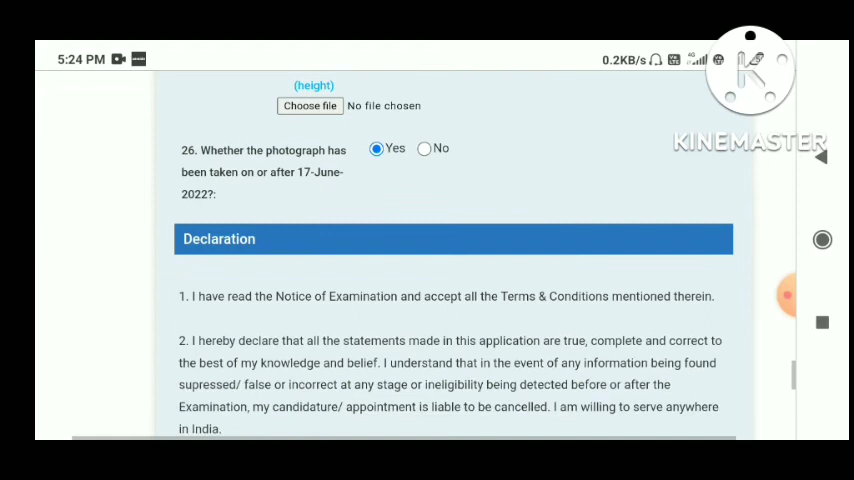 5:24 PM
0.2KB/s
4G
KINEMASTER
(height)
Choose file No file chosen
26. Whether the photograph has
been taken on or after 17-June-
2022?:
Yes No
Declaration
1. I have read the Notice of Examination and accept all the Terms & Conditions mentioned therein.
2. I hereby declare that all the statements made in this application are true, complete and correct to
the best of my knowledge and belief. I understand that in the event of any information being found
supressed/ false or incorrect at any stage or ineligibility being detected before or after the
Examination, my candidature/ appointment is liable to be cancelled. I am willing to serve anywhere
in India.